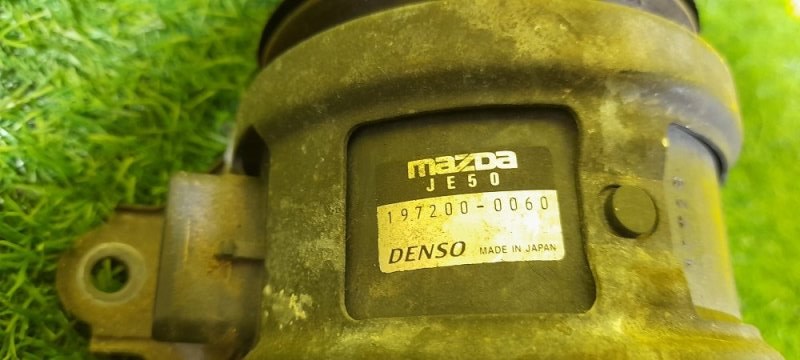 mazda
JE50
197200-0060
DENSO MADE IN JAPAN